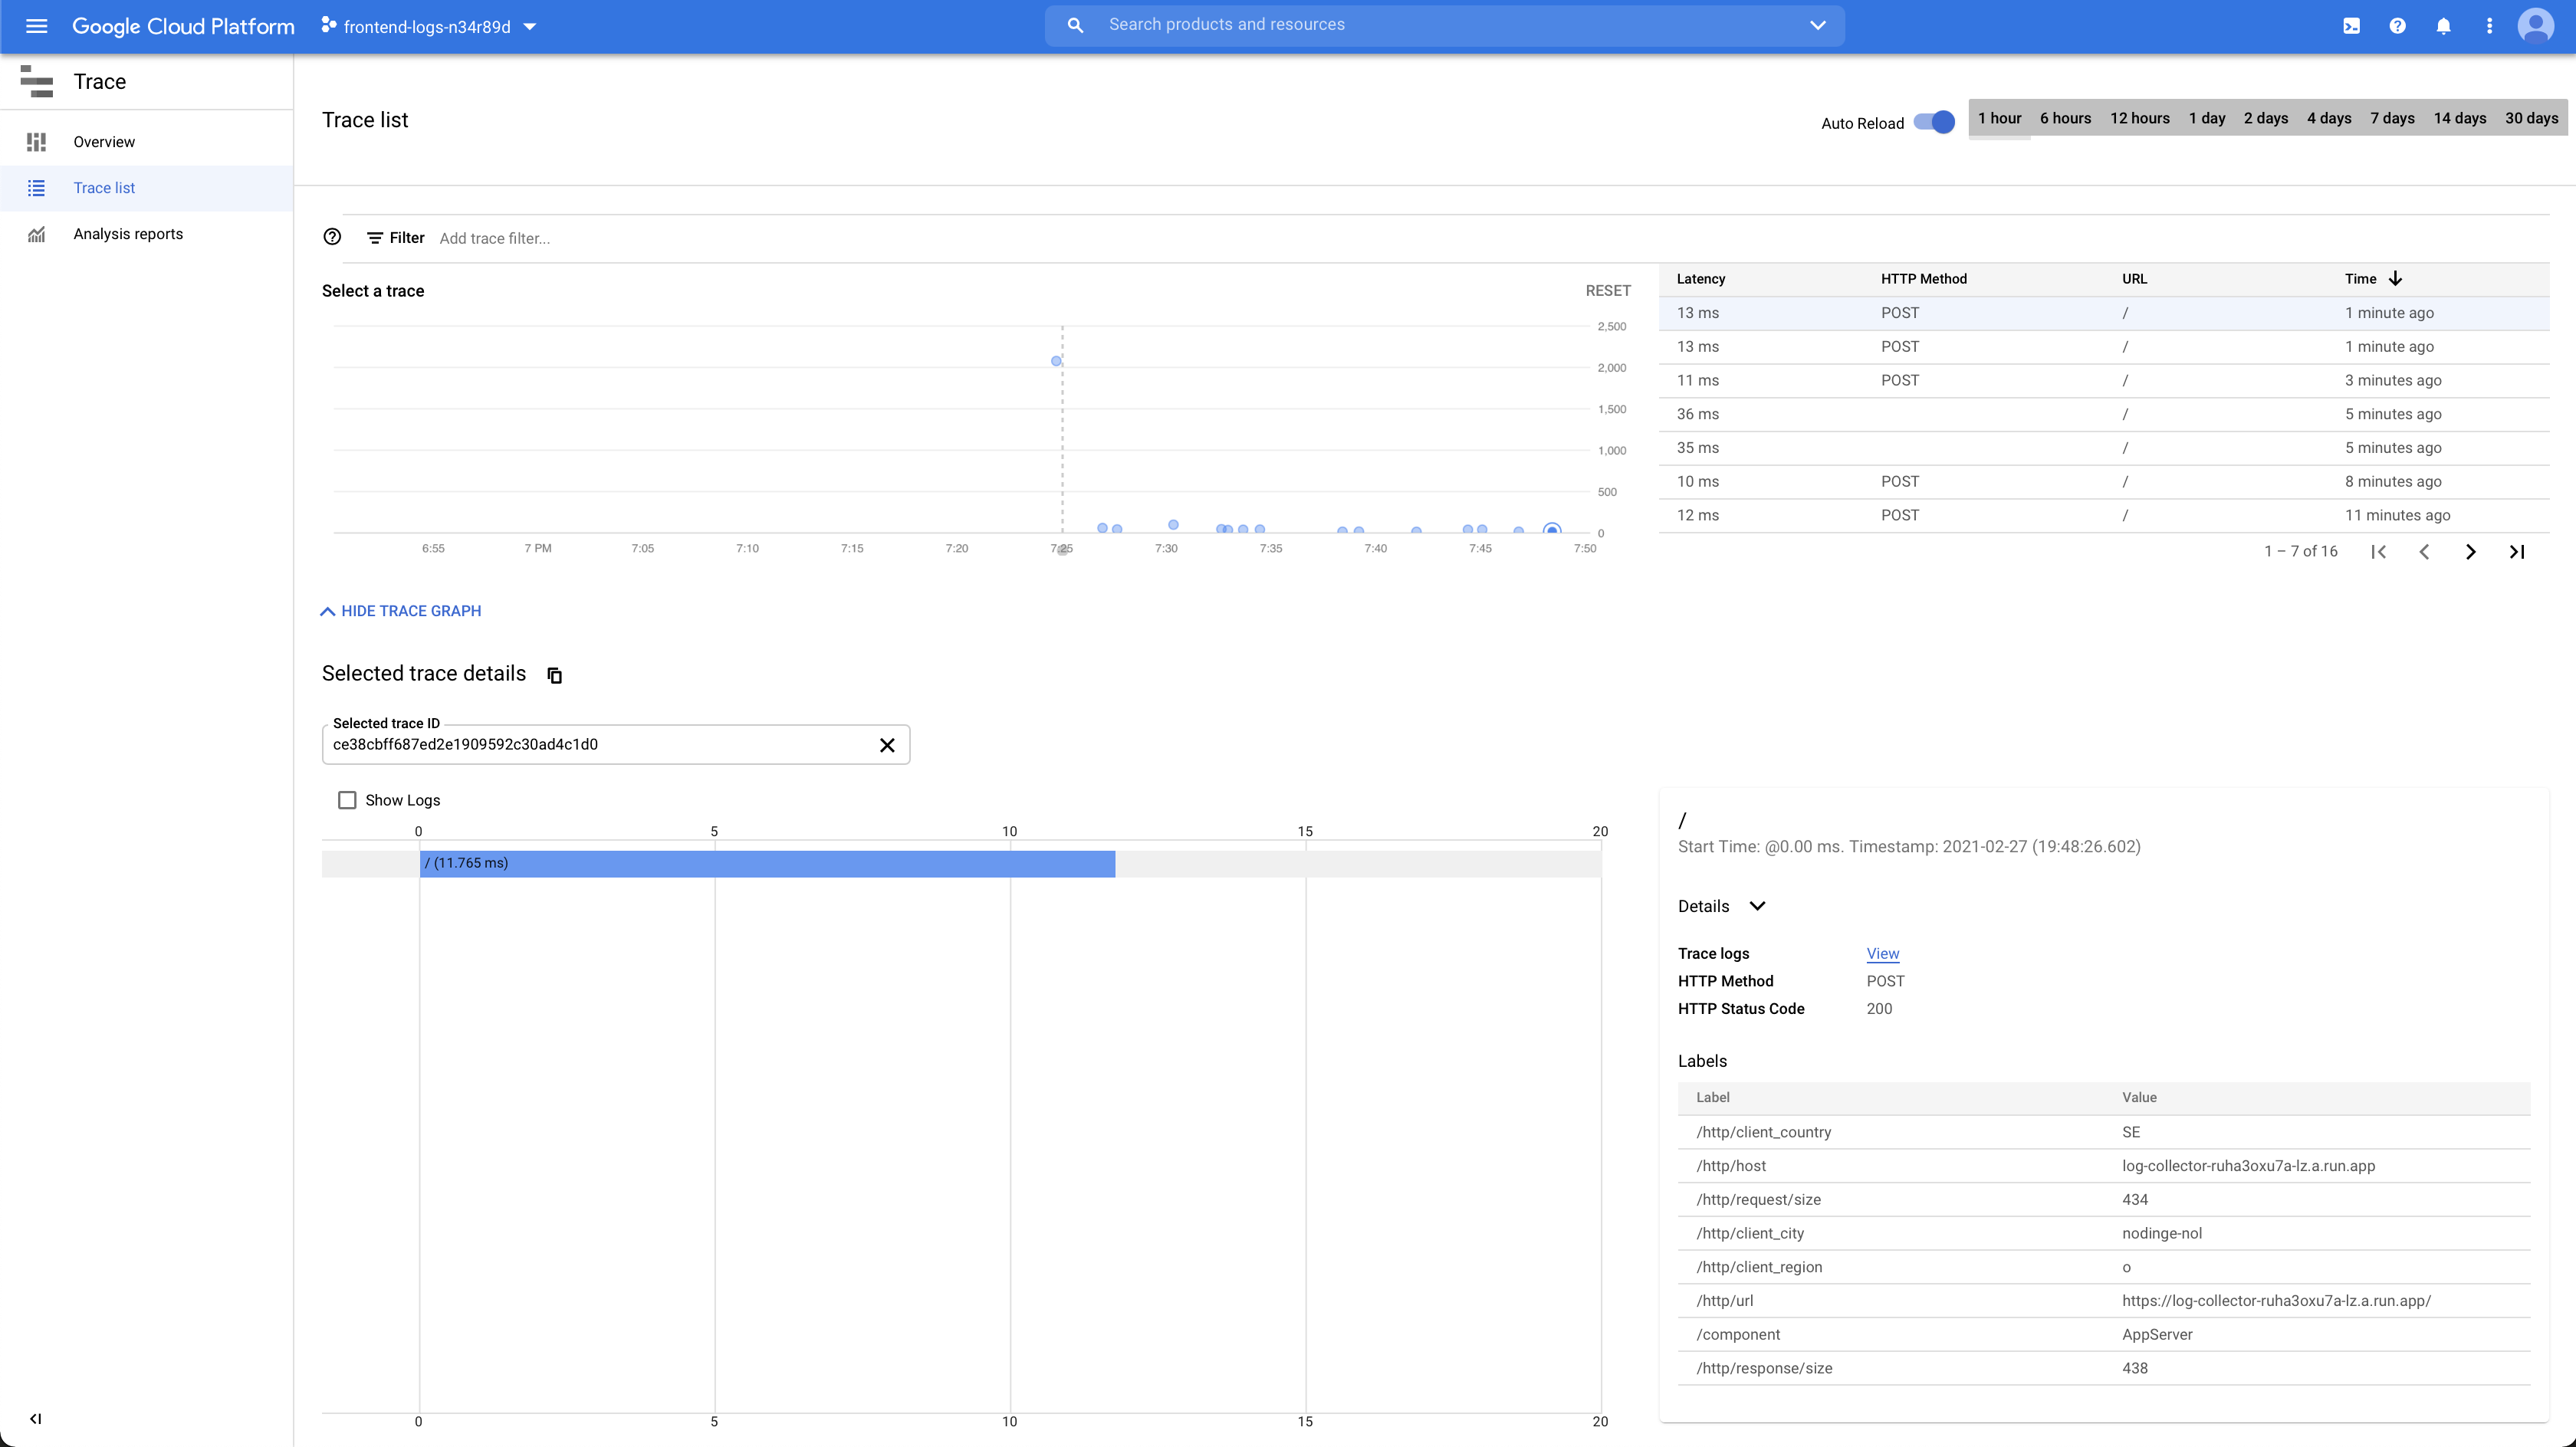 Google Cloud Platform
frontend-logs-n34r89d
Search products and resources
Trace
Overview
Trace list
Analysis reports
Trace list
Auto Reload
1 hour 6 hours 12 hours 1 day 2 days 4 days 7 days 14 days 30 days
Filter Add trace filter...
Select a trace
RESET
2,500
2,000
1,500
1,000
500
0
6:55 7 PM 7:05 7:10 7:15 7:20 7:25 7:30 7:35 7:40 7:45 7:50
Latency HTTP Method URL Time
13 ms POST / 1 minute ago
13 ms POST / 1 minute ago
11 ms POST / 3 minutes ago
36 ms / 5 minutes ago
35 ms / 5 minutes ago
10 ms POST / 8 minutes ago
12 ms POST / 11 minutes ago
1 – 7 of 16
HIDE TRACE GRAPH
Selected trace details
Selected trace ID
ce38cbff687ed2e1909592c30ad4c1d0
Show Logs
0 5 10 15 20
/ (11.765 ms)
0 5 10 15 20
/
Start Time: @0.00 ms. Timestamp: 2021-02-27 (19:48:26.602)
Details
Trace logs View
HTTP Method POST
HTTP Status Code 200
Labels
Label Value
/http/client_country SE
/http/host log-collector-ruha3oxu7a-lz.a.run.app
/http/request/size 434
/http/client_city nodinge-nol
/http/client_region o
/http/url https://log-collector-ruha3oxu7a-lz.a.run.app/
/component AppServer
/http/response/size 438